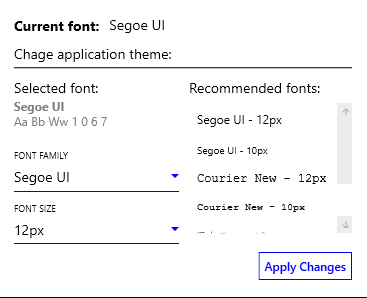 Current font: Segoe UI
Chage application theme:
Selected font:
Segoe UI
Aa Bb Ww 1 0 6 7
FONT FAMILY
Segoe UI
FONT SIZE
12px
Recommended fonts:
Segoe UI - 12px
Segoe UI - 10px
Courier New - 12px
Courier New - 10px
Apply Changes